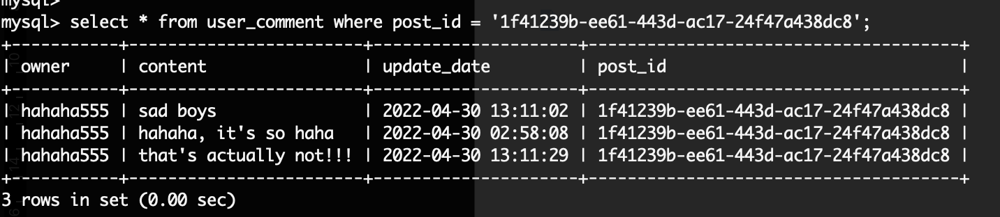 mysql>
mysql> select * from user_comment where post_id = '1f41239b-ee61-443d-ac17-24f47a438dc8';
+-----------+------------------------+---------------------+--------------------------------------+
| owner     | content                | update_date         | post_id                              |
+-----------+------------------------+---------------------+--------------------------------------+
| hahaha555 | sad boys               | 2022-04-30 13:11:02 | 1f41239b-ee61-443d-ac17-24f47a438dc8 |
| hahaha555 | hahaha, it's so haha   | 2022-04-30 02:58:08 | 1f41239b-ee61-443d-ac17-24f47a438dc8 |
| hahaha555 | that's actually not!!! | 2022-04-30 13:11:29 | 1f41239b-ee61-443d-ac17-24f47a438dc8 |
+-----------+------------------------+---------------------+--------------------------------------+
3 rows in set (0.00 sec)